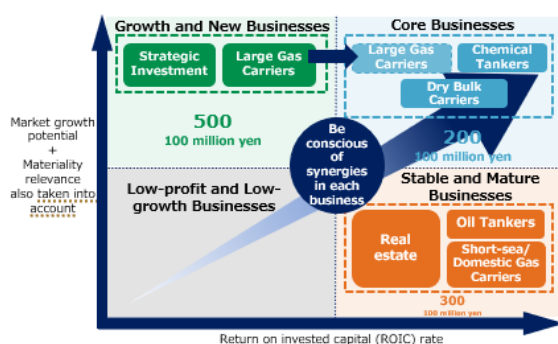 Growth and New Businesses
Strategic
Investment
Large Gas
Carriers
500
100 million yen
Core Businesses
Large Gas
Carriers
Chemical
Tankers
Dry Bulk
Carriers
200
100 million yen
Market growth
potential
+
Materiality
relevance
also taken into
account
Be
conscious
of
synergies
in each
business
Low-profit and Low-
growth Businesses
Stable and Mature
Businesses
Real
estate
Oil Tankers
Short-sea/
Domestic Gas
Carriers
300
100 million yen
Return on invested capital (ROIC) rate